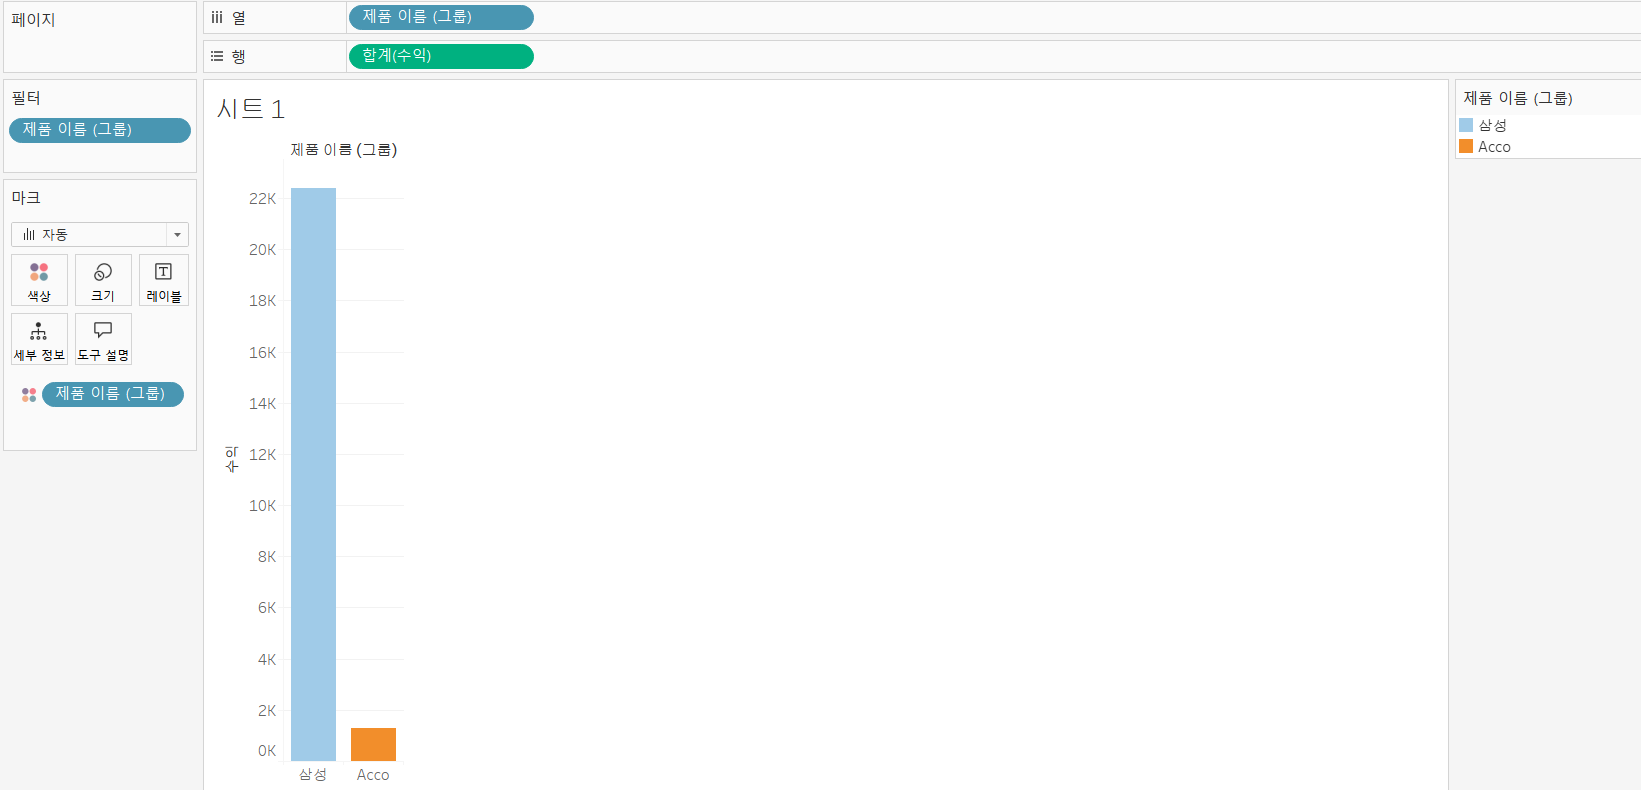 페이지
열
제품 이름 (그룹)
행
합계(수익)
필터
제품 이름 (그룹)
마크
자동
색상
크기
레이블
세부 정보
도구 설명
제품 이름 (그룹)
시트 1
제품 이름 (그룹)
22K
20K
18K
16K
14K
12K
10K
8K
6K
4K
2K
0K
수익
삼성
Acco
제품 이름 (그룹)
삼성
Acco